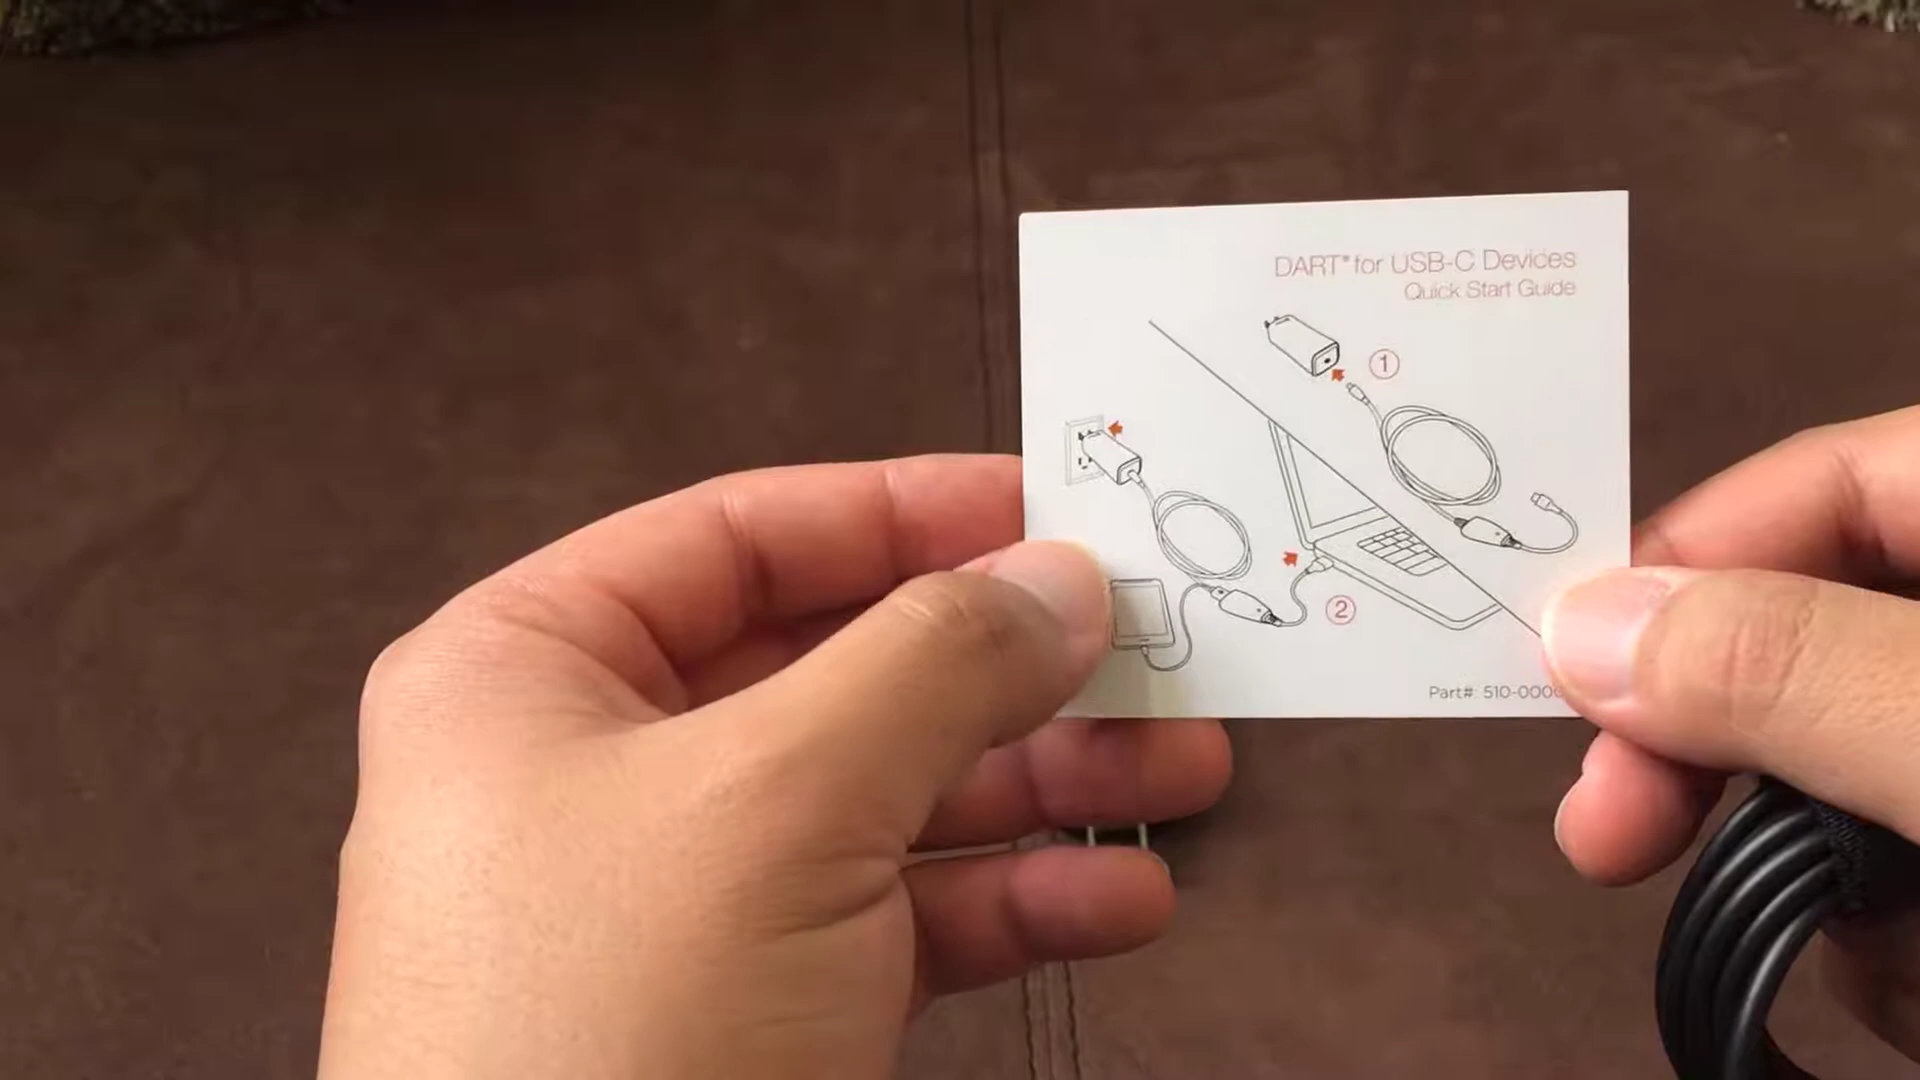 DART® for USB-C Devices
Quick Start Guide
1
2
Part#: 510-000